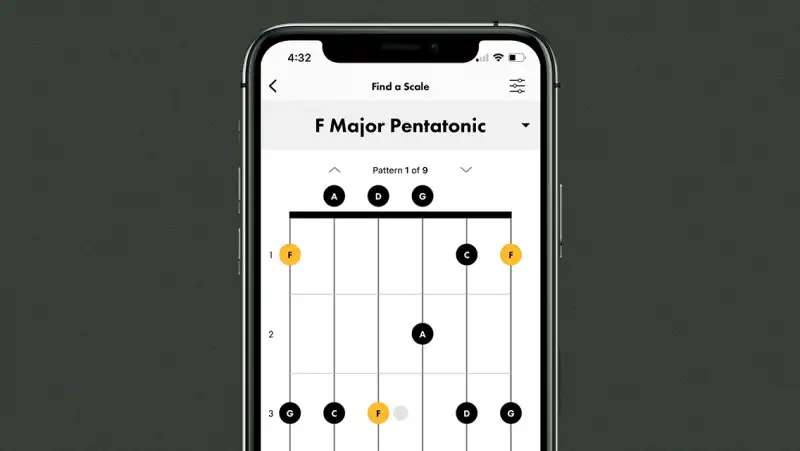 4:32
Find a Scale
F Major Pentatonic
Pattern 1 of 9
A D G
1 F C F
2 A
3 G C F D G